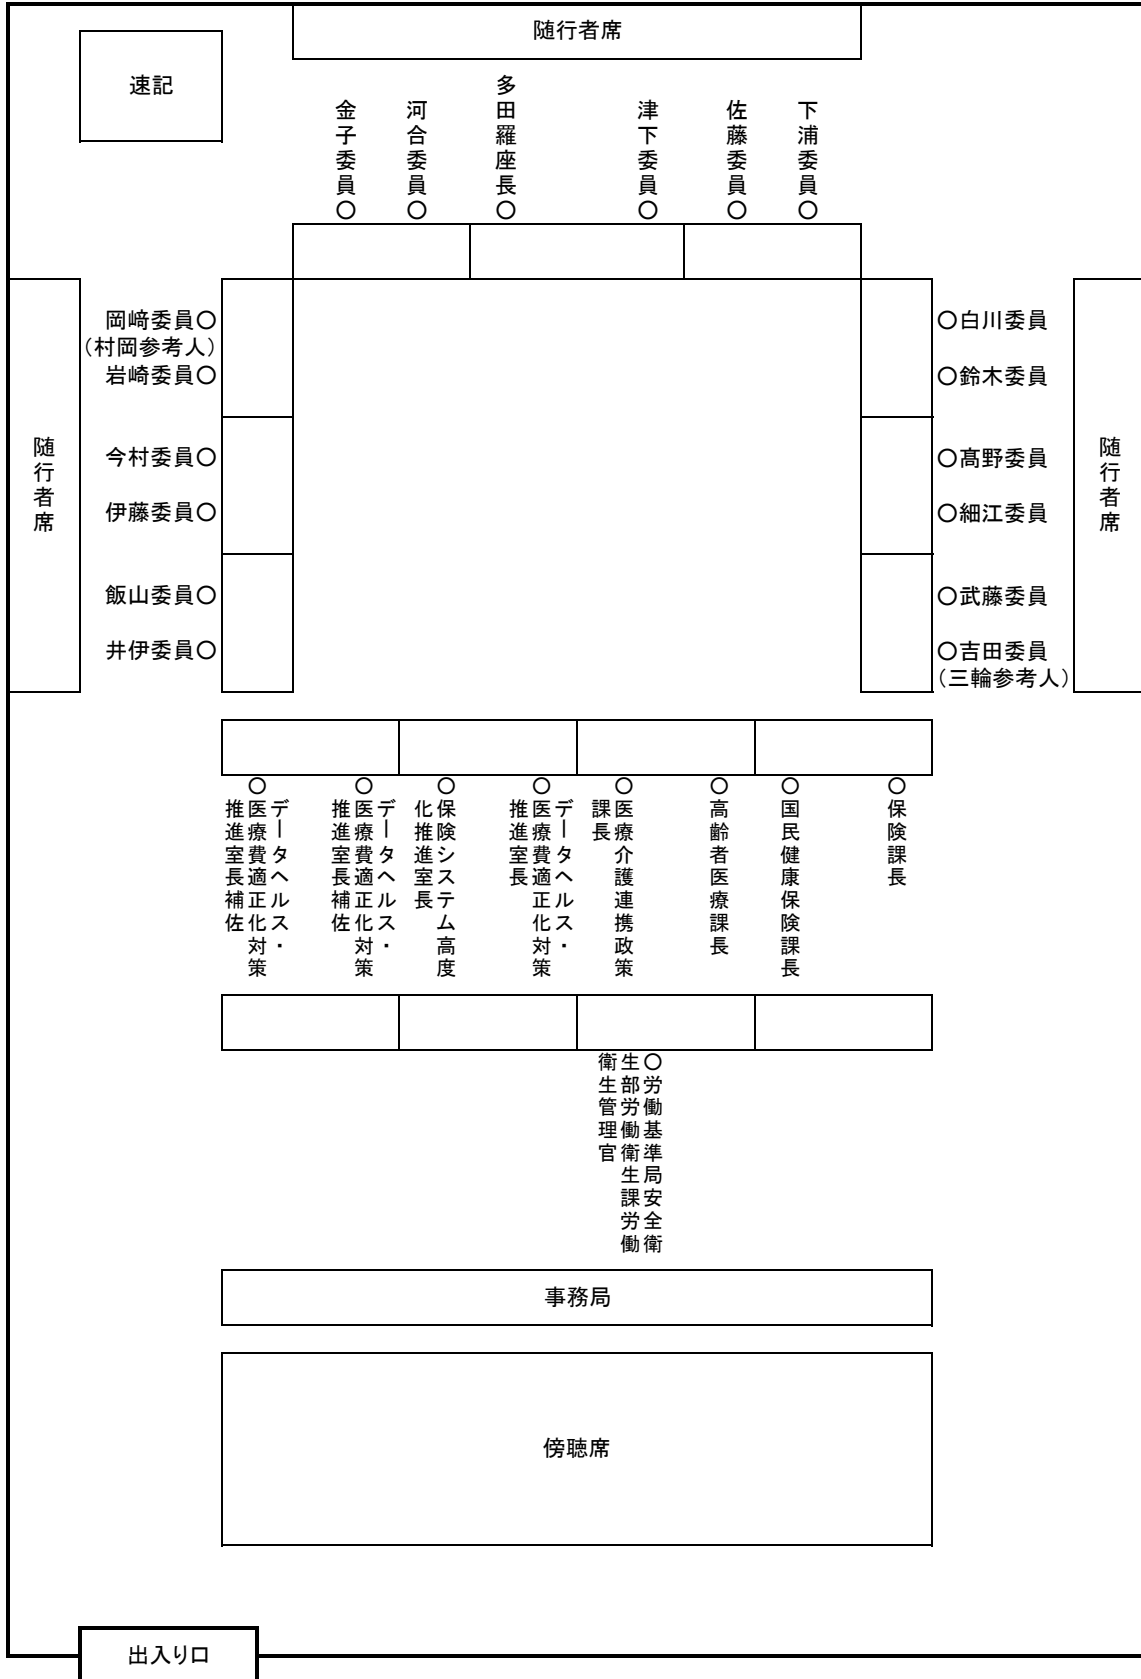 随行者席
速記
金子委員○
河合委員○
多田羅座長○
津下委員○
佐藤委員○
下浦委員○
岡﨑委員○
(村岡参考人)
岩崎委員○
今村委員○
伊藤委員○
飯山委員○
井伊委員○
随行者席
○白川委員
○鈴木委員
○髙野委員
○細江委員
○武藤委員
○吉田委員
(三輪参考人)
随行者席
データヘルス・
○医療費適正化対策
推進室長補佐
データヘルス・
○医療費適正化対策
推進室長補佐
○保険システム高度
化推進室長
データヘルス・
○医療費適正化対策
推進室長
○医療介護連携政策
課長
○高齢者医療課長
○国民健康保険課長
○保険課長
○労働基準局安全衛
生部労働衛生課労働
衛生管理官
事務局
傍聴席
出入り口